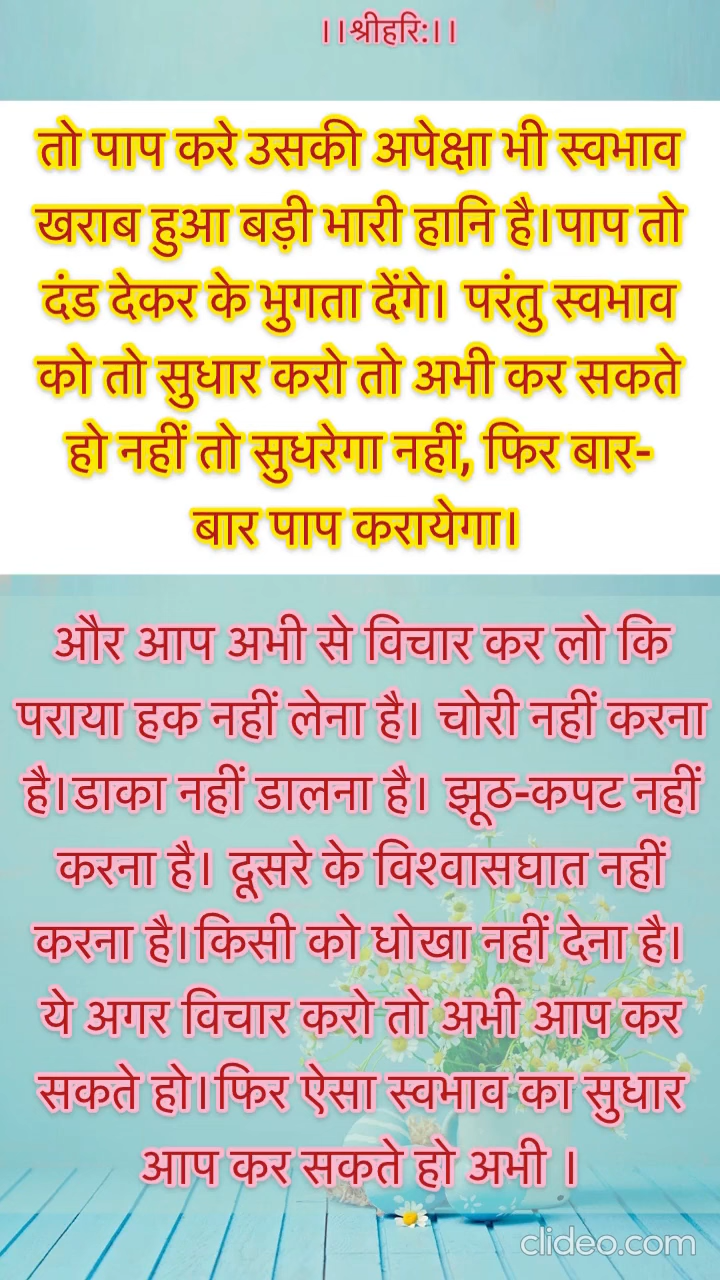 ।।श्रीहरि:।।
तो पाप करे उसकी अपेक्षा भी स्वभाव
खराब हुआ बड़ी भारी हानि है।पाप तो
दंड देकर के भुगता देंगे। परंतु स्वभाव
को तो सुधार करो तो अभी कर सकते
हो नहीं तो सुधरेगा नहीं, फिर बार-
बार पाप करायेगा।
और आप अभी से विचार कर लो कि
पराया हक नहीं लेना है। चोरी नहीं करना
है।डाका नहीं डालना है। झूठ-कपट नहीं
करना है। दूसरे के विश्वासघात नहीं
करना है।किसी को धोखा नहीं देना है।
ये अगर विचार करो तो अभी आप कर
सकते हो।फिर ऐसा स्वभाव का सुधार
आप कर सकते हो अभी ।
clideo.com